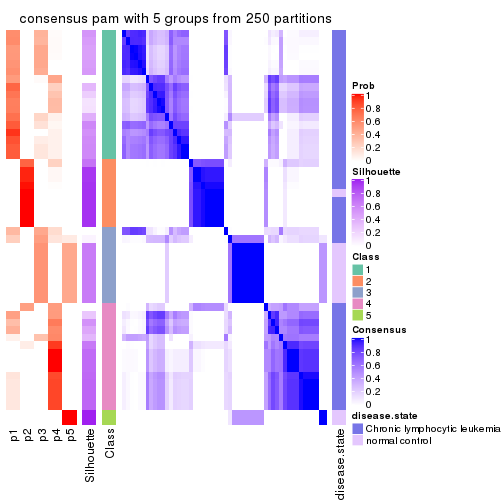 consensus pam with 5 groups from 250 partitions
Prob
1
0.8
0.6
0.4
0.2
0
Silhouette
1
0.8
0.6
0.4
0.2
0
Class
1
2
3
4
5
Consensus
1
0.8
0.6
0.4
0.2
0
disease.state
Chronic lymphocytic leukemia
normal control
p1
p2
p3
p4
p5
Silhouette
Class
disease.state